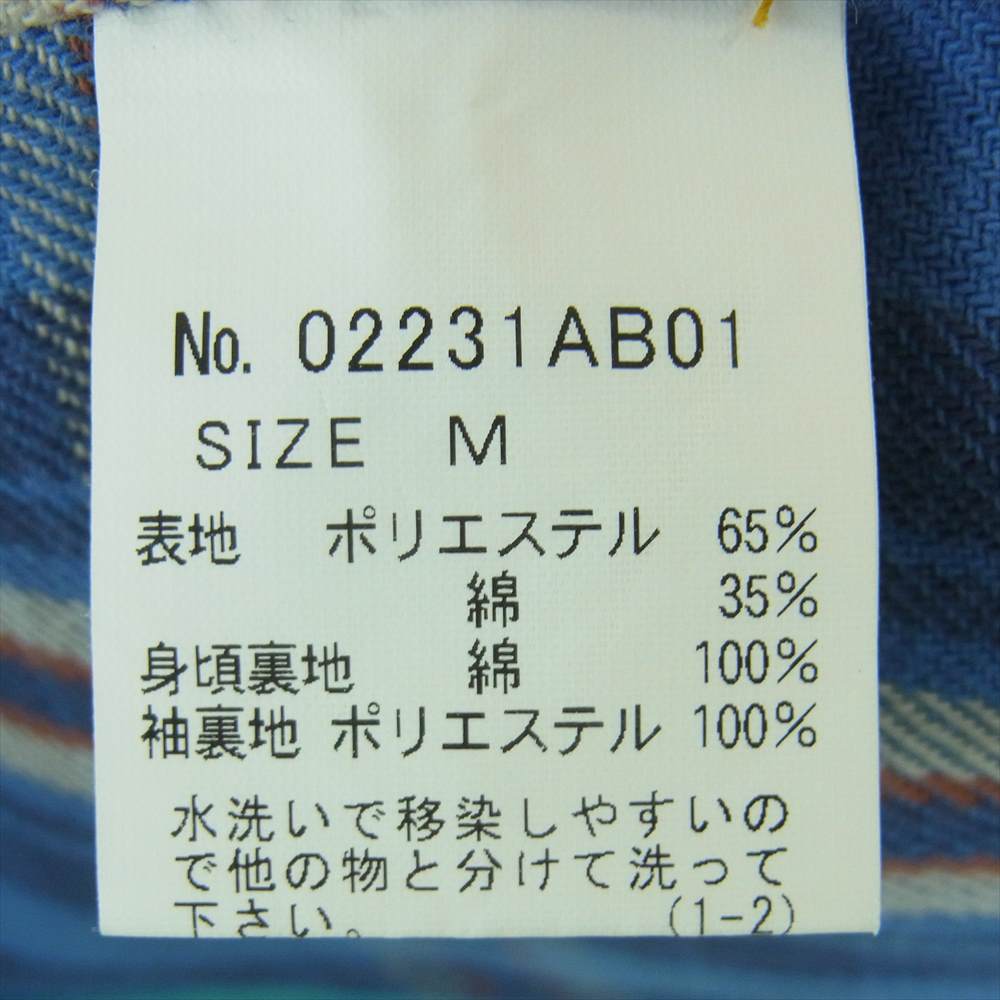 No. 02231AB01
SIZE M
表地 ポリエステル 65%
綿 35%
身頃裏地 綿 100%
袖裏地 ポリエステル 100%
水洗いで移染しやすいの
で他の物と分けて洗って
下さい。 (1-2)